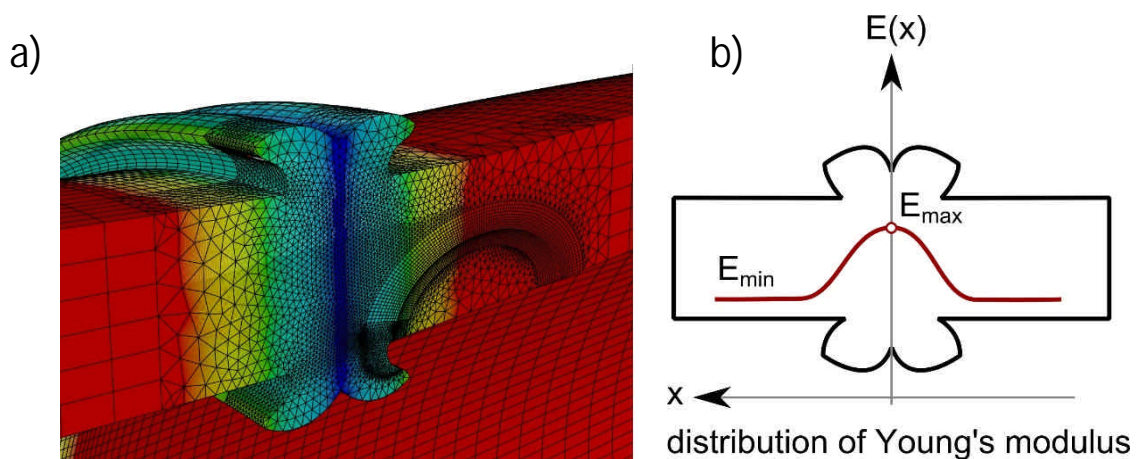 a)
b)
E(x)
E_max
E_min
x
distribution of Young's modulus